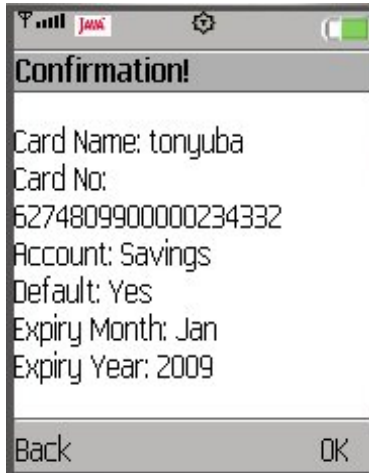 JAVA
Confirmation!
Card Name: tonyuba
Card No:
6274809900000234332
Account: Savings
Default: Yes
Expiry Month: Jan
Expiry Year: 2009
Back OK